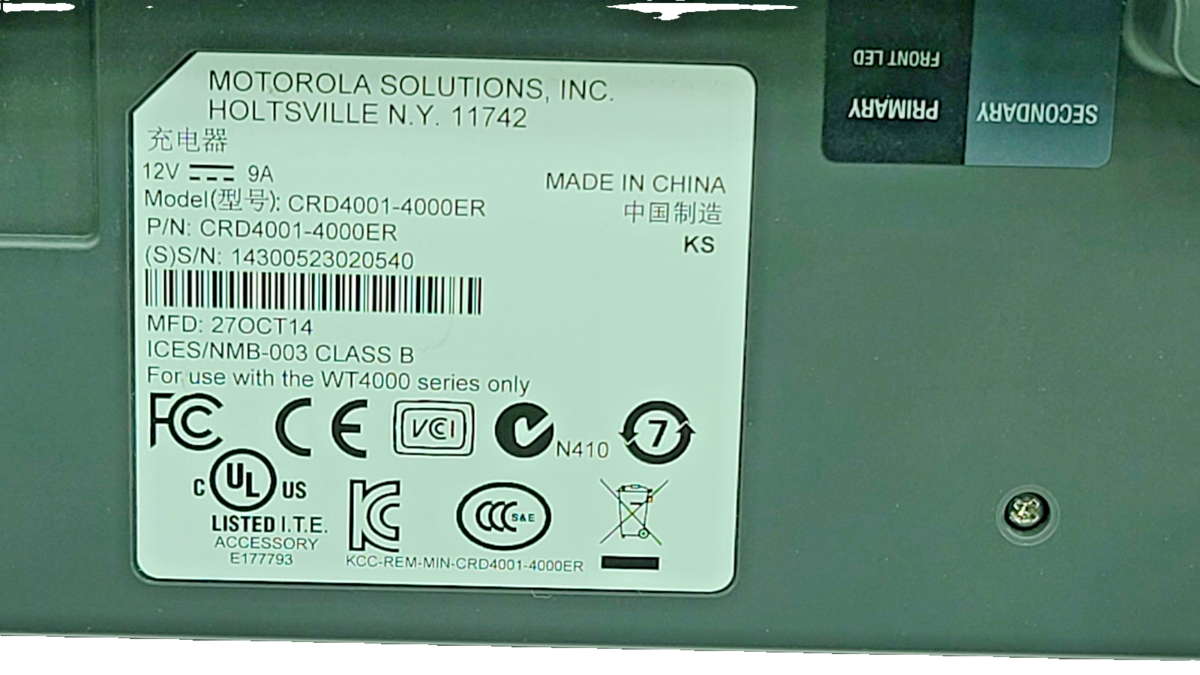 MOTOROLA SOLUTIONS, INC.
HOLTSVILLE N.Y. 11742
充电器
12V 9A
Model(型号): CRD4001-4000ER
P/N: CRD4001-4000ER
(S)S/N: 14300523020540
MADE IN CHINA
中国制造
KS
MFD: 27OCT14
ICES/NMB-003 CLASS B
For use with the WT4000 series only
FC CE VCI N410 7
C UL US
LISTED I.T.E.
ACCESSORY
E177793
KC
CCC S&E
KCC-REM-MIN-CRD4001-4000ER
FRONT LED
PRIMARY
SECONDARY